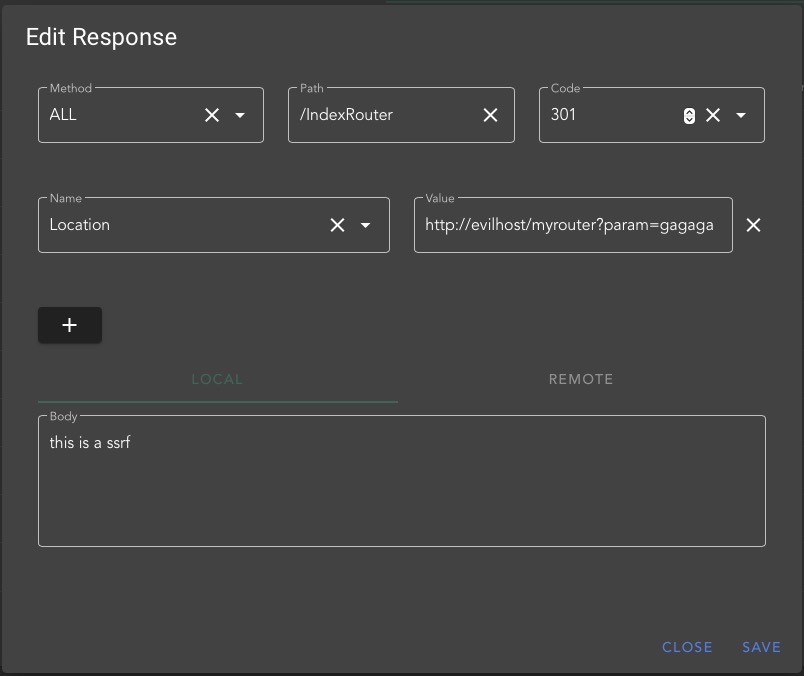 Edit Response
Method
ALL
Path
/IndexRouter
Code
301
Name
Location
Value
http://evilhost/myrouter?param=gagaga
+
LOCAL
REMOTE
Body
this is a ssrf
CLOSE
SAVE